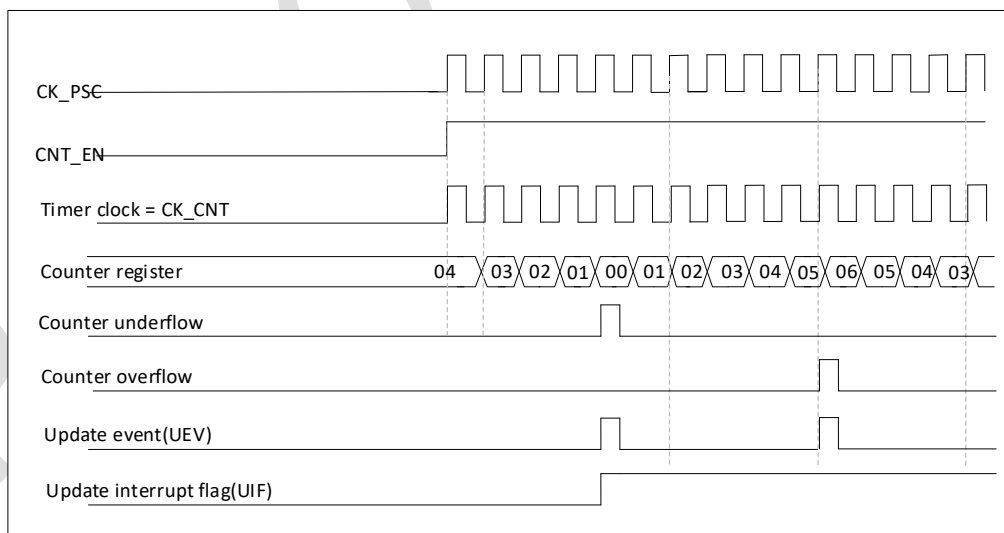 CK_PSC
CNT_EN
Timer clock = CK_CNT
Counter register 04 03 02 01 00 01 02 03 04 05 06 05 04 03
Counter underflow
Counter overflow
Update event(UEV)
Update interrupt flag(UIF)